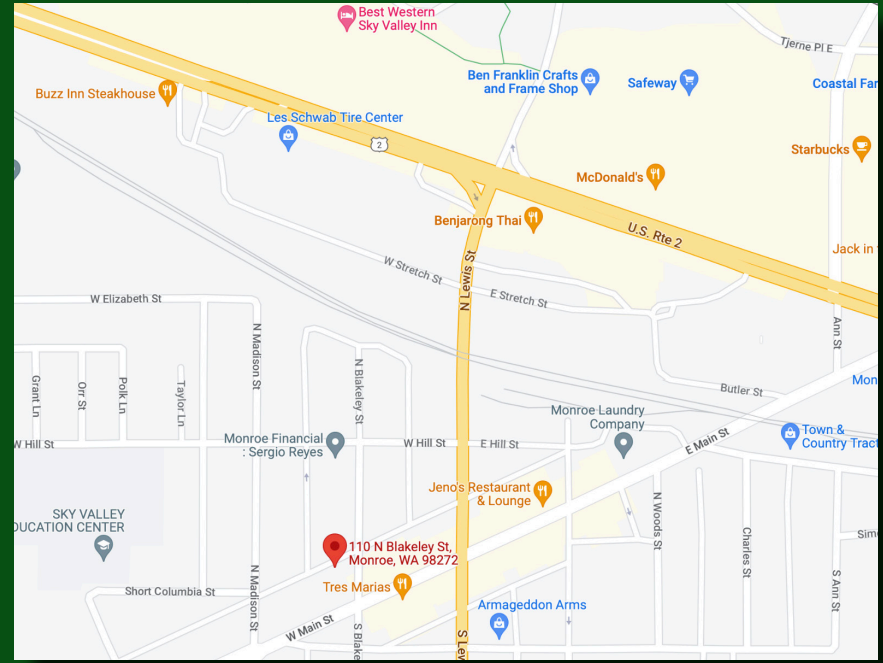 Best Western
Sky Valley Inn
Tjerne Pl E
Ben Franklin Crafts
and Frame Shop
Safeway
Coastal Far
Buzz Inn Steakhouse
Les Schwab Tire Center
2
Starbucks
McDonald's
Benjarong Thai
U.S. Rte 2
Jack in
N Lewis St
W Stretch St
E Stretch St
W Elizabeth St
Ann St
N Madison St
N Blakeley St
Grant Ln
Orr St
Polk Ln
Taylor Ln
Butler St
Mon
Monroe Laundry
Company
W Hill St
Monroe Financial
: Sergio Reyes
W Hill St
E Hill St
E Main St
Town &
Country Tract
Jeno's Restaurant
& Lounge
N Woods St
Charles St
SKY VALLEY
DUCATION CENTER
Sim
110 N Blakeley St,
Monroe, WA 98272
Tres Marias
Short Columbia St
N Madison St
S Ann St
Armageddon Arms
W Main St
S Blake
S Lew